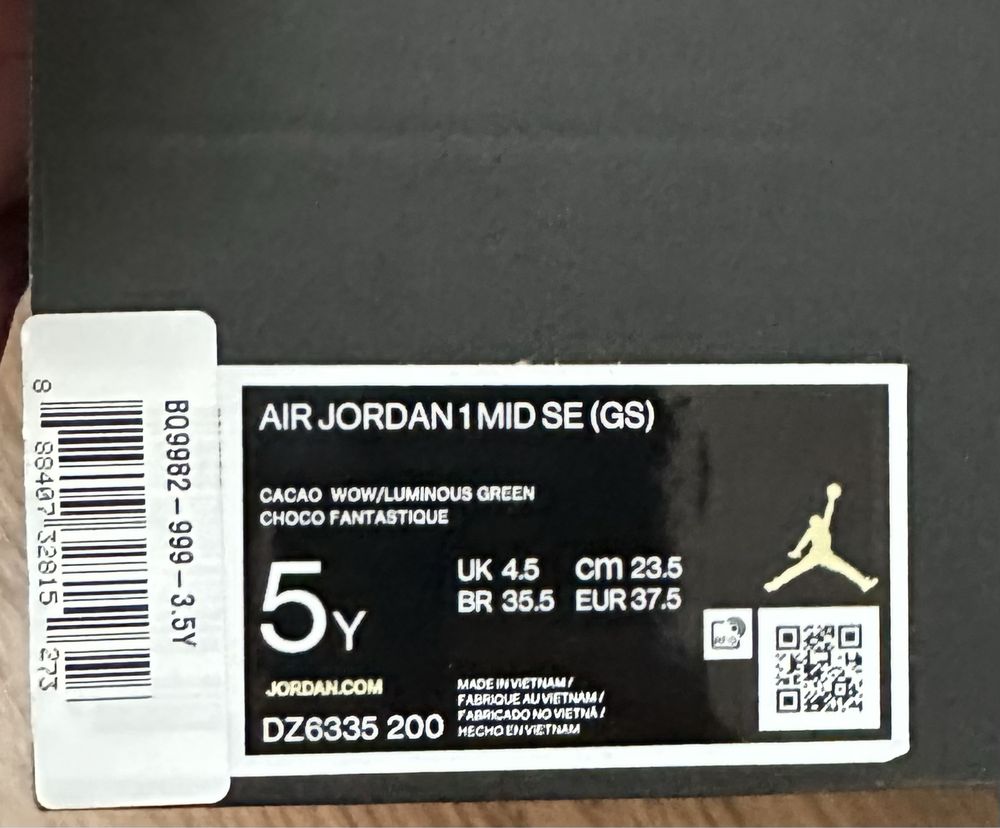 AIR JORDAN 1 MID SE (GS)
CACAO WOW/LUMINOUS GREEN
CHOCO FANTASTIQUE
5Y
UK 4.5 cm 23.5
BR 35.5 EUR 37.5
JORDAN.COM
DZ6335 200
MADE IN VIETNAM /
FABRIQUE AU VIETNAM /
FABRICADO NO VIETNÃ /
HECHO EN VIETNAM
BQ9982-999-3.5Y
8 88407 32815 273